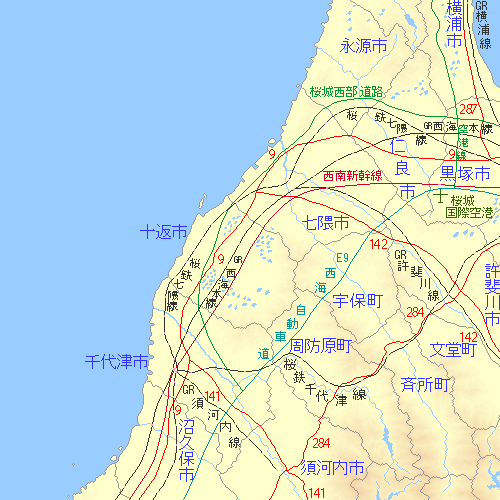 GR横浦線
横浦市
永源市
桜城西部道路
287
桜鉄七隈線
GR西海本線
空港線
仁良市
9
9
黒塚市
西南新幹線
桜城
国際空港
七隈市
十返市
142
GR許斐川線
E9
西海自動車道
9
GR西海本線
桜鉄七隈線
許斐川市
宇保町
284
142
周防原町
文堂町
千代津市
桜鉄千代津線
斉所町
GR須河内線
141
9
沼久保市
284
須河内市
141